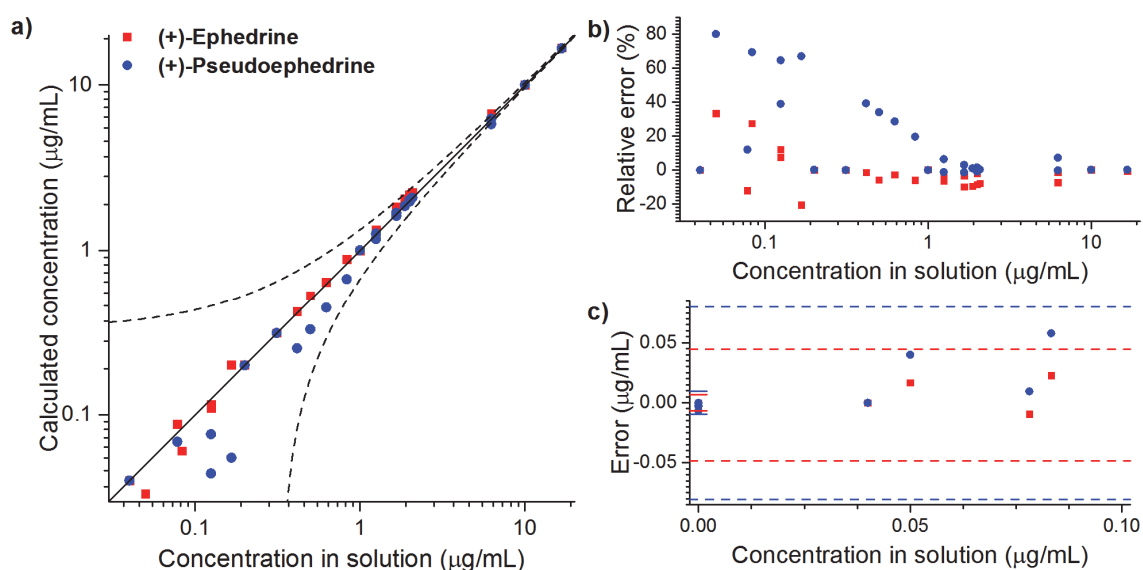 a)
(+)-Ephedrine
(+)-Pseudoephedrine
Calculated concentration (µg/mL)
10
1
0.1
0.1
1
10
Concentration in solution (µg/mL)
b)
Relative error (%)
80
60
40
20
0
-20
0.1
1
10
Concentration in solution (µg/mL)
c)
Error (µg/mL)
0.05
0.00
-0.05
0.00
0.05
0.10
Concentration in solution (µg/mL)